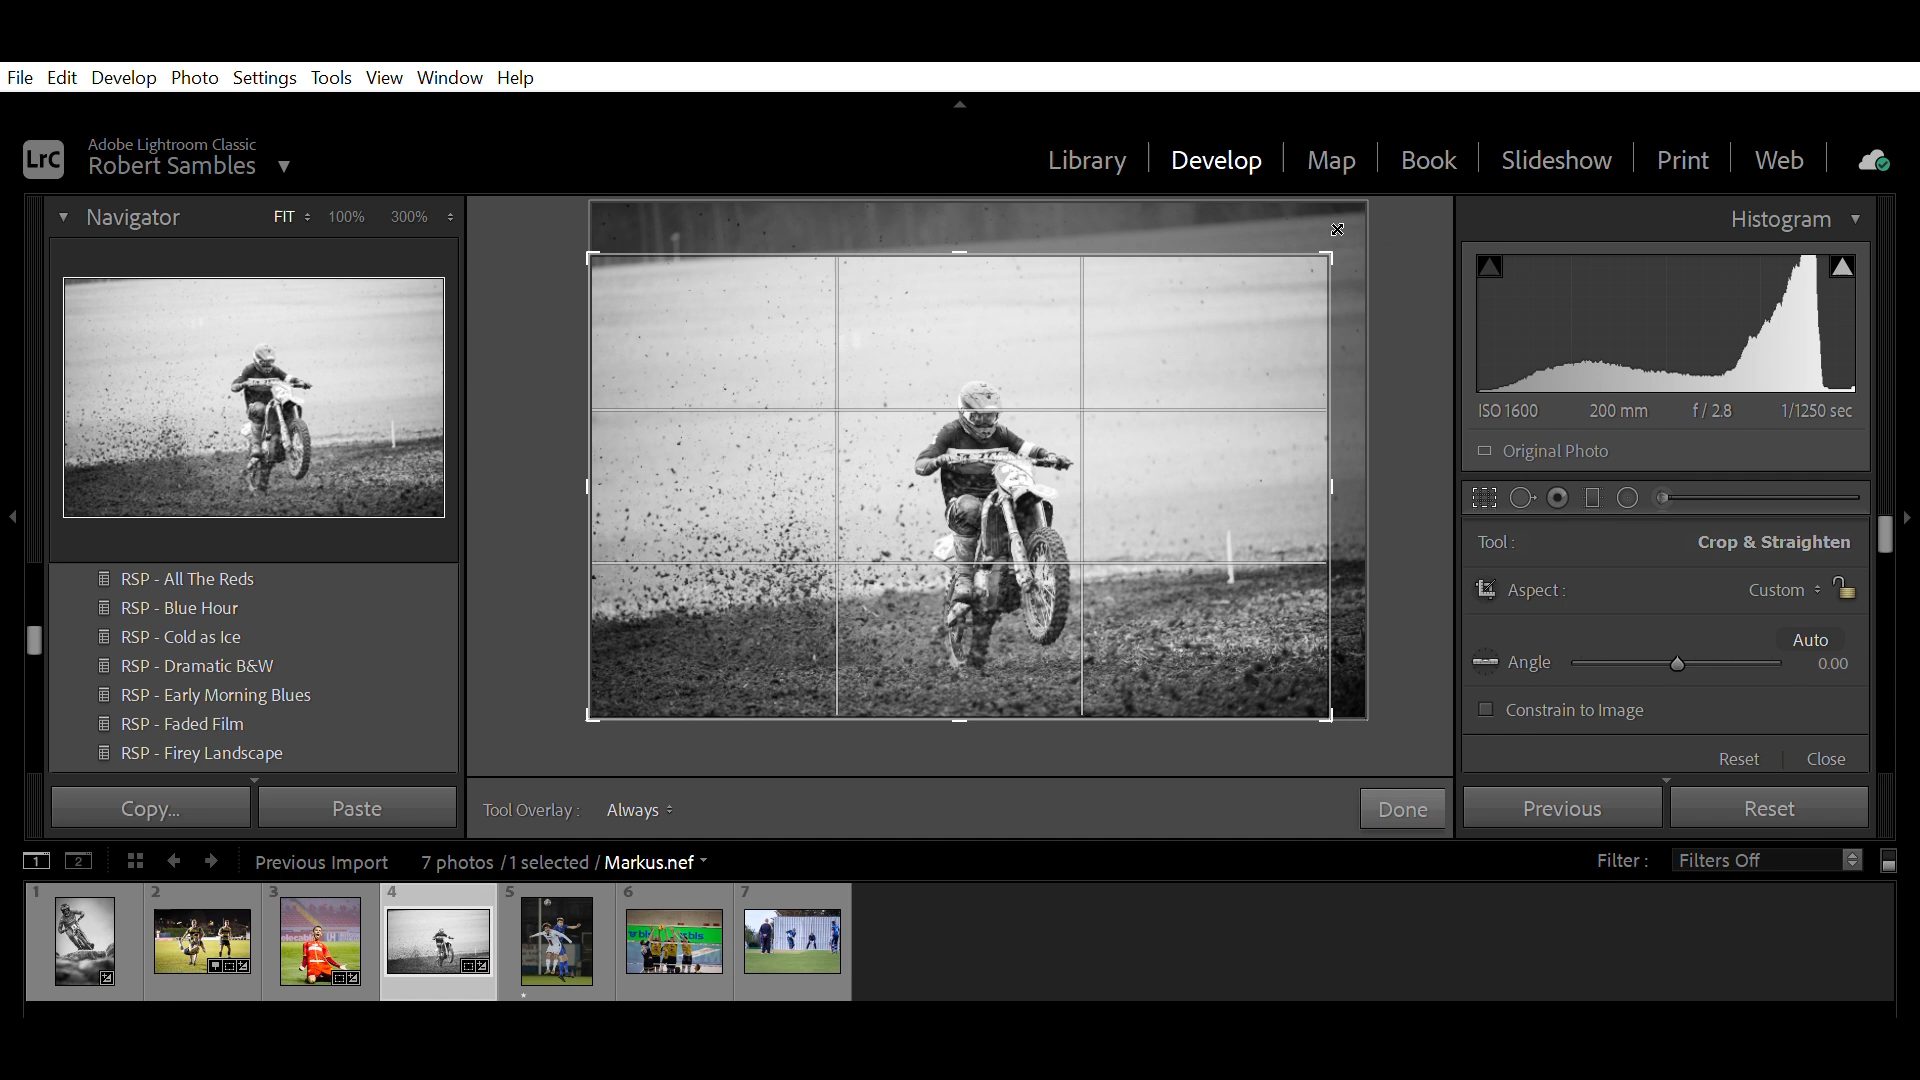 File Edit Develop Photo Settings Tools View Window Help
LrC
Adobe Lightroom Classic
Robert Sambles
Library Develop Map Book Slideshow Print Web
Navigator FIT 100% 300%
Histogram
ISO 1600 200 mm f / 2.8 1/1250 sec
Original Photo
Tool : Crop & Straighten
Aspect : Custom
Auto
Angle 0.00
Constrain to Image
Reset Close
RSP - All The Reds
RSP - Blue Hour
RSP - Cold as Ice
RSP - Dramatic B&W
RSP - Early Morning Blues
RSP - Faded Film
RSP - Firey Landscape
Copy... Paste
Tool Overlay : Always Done
Previous Reset
1 2 Previous Import 7 photos / 1 selected / Markus.nef Filter : Filters Off
1 2 3 4 5 6 7